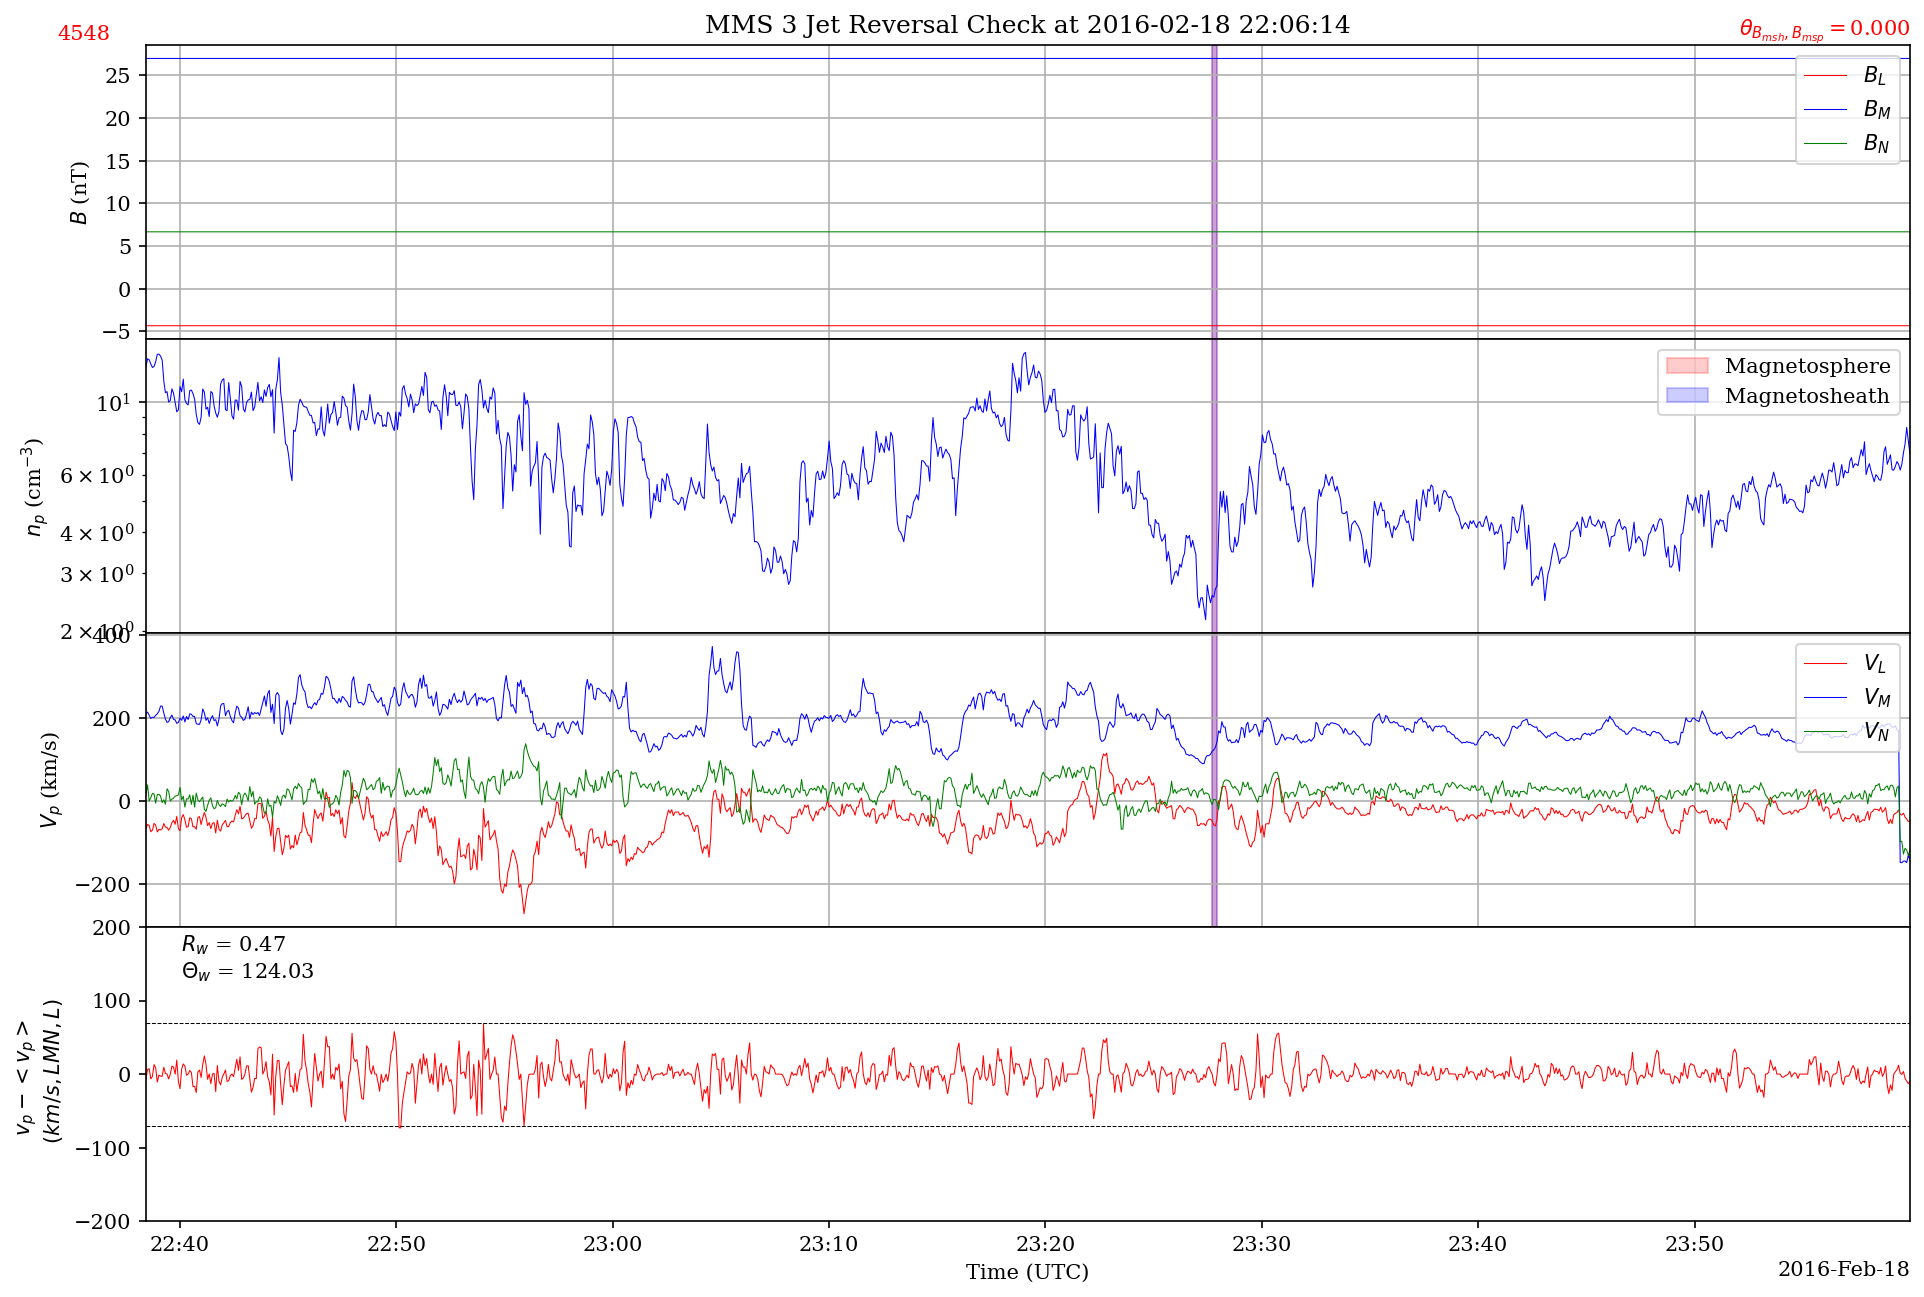 4548
MMS 3 Jet Reversal Check at 2016-02-18 22:06:14
θ_{B_{msh}, B_{msp}} = 0.000
B (nT)
25
20
15
10
5
0
−5
B_L
B_M
B_N
n_p (cm^{−3})
10^1
6 × 10^0
4 × 10^0
3 × 10^0
2 × 10^0
Magnetosphere
Magnetosheath
V_p (km/s)
400
200
0
−200
V_L
V_M
V_N
v_p − < v_p >
(km/s, LMN, L)
200
100
0
−100
−200
R_w = 0.47
Θ_w = 124.03
22:40 22:50 23:00 23:10 23:20 23:30 23:40 23:50
Time (UTC)
2016-Feb-18